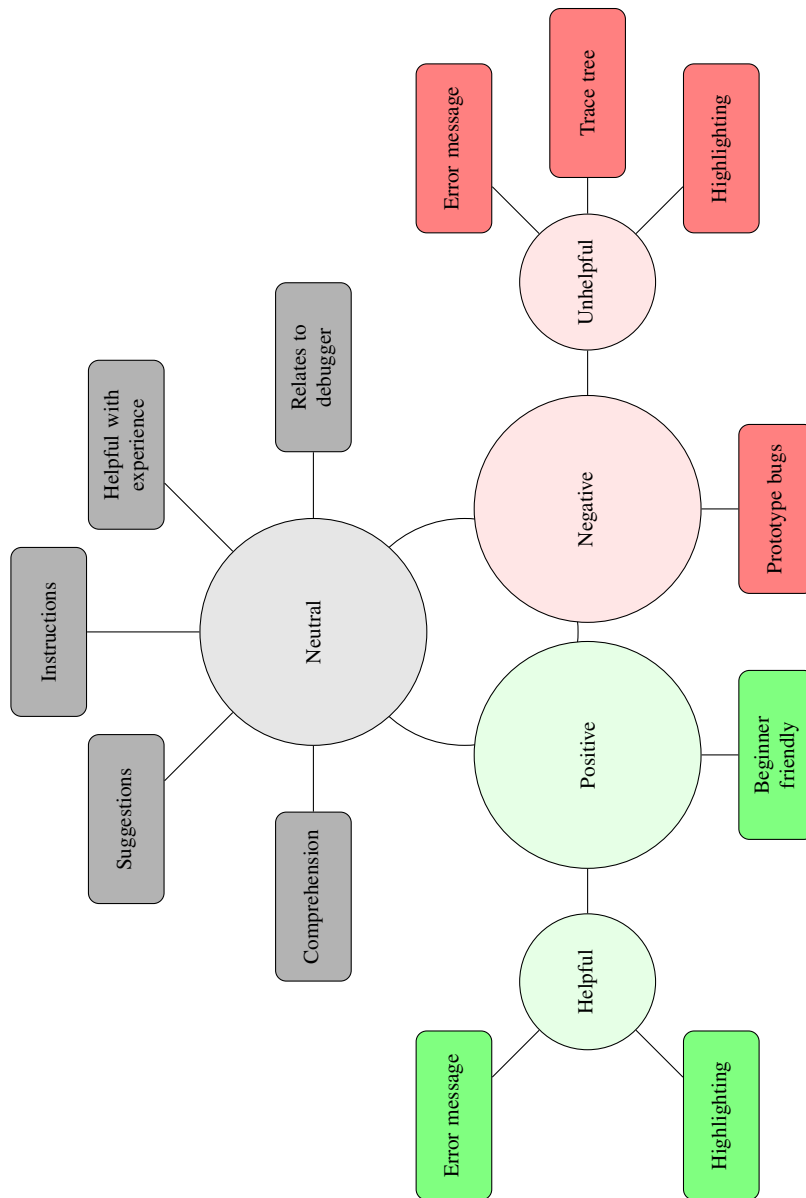 Instructions
Suggestions
Helpful with
experience
Comprehension
Neutral
Relates to
debugger
Error message
Error message
Helpful
Positive
Negative
Unhelpful
Trace tree
Highlighting
Beginner
friendly
Prototype bugs
Highlighting